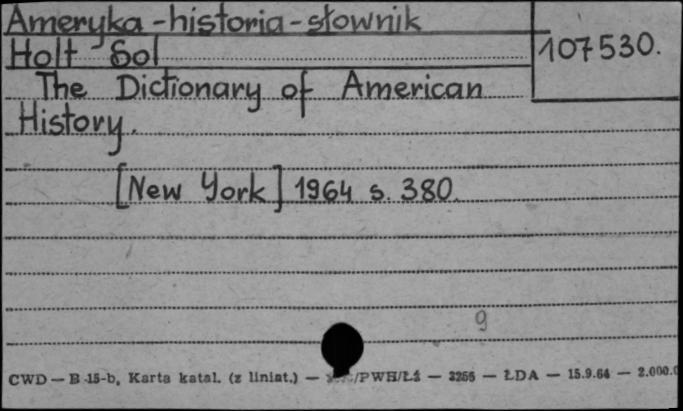 Ameryka - historia - słownik
Holt Sol
107530.
The Dictionary of American
History.
[New York] 1964 s. 380.
9
CWD — B-15-b, Karta katal. (z liniat.) — /PWH/Łź — 3266 — ŁDA — 15.9.64 — 2.000.0